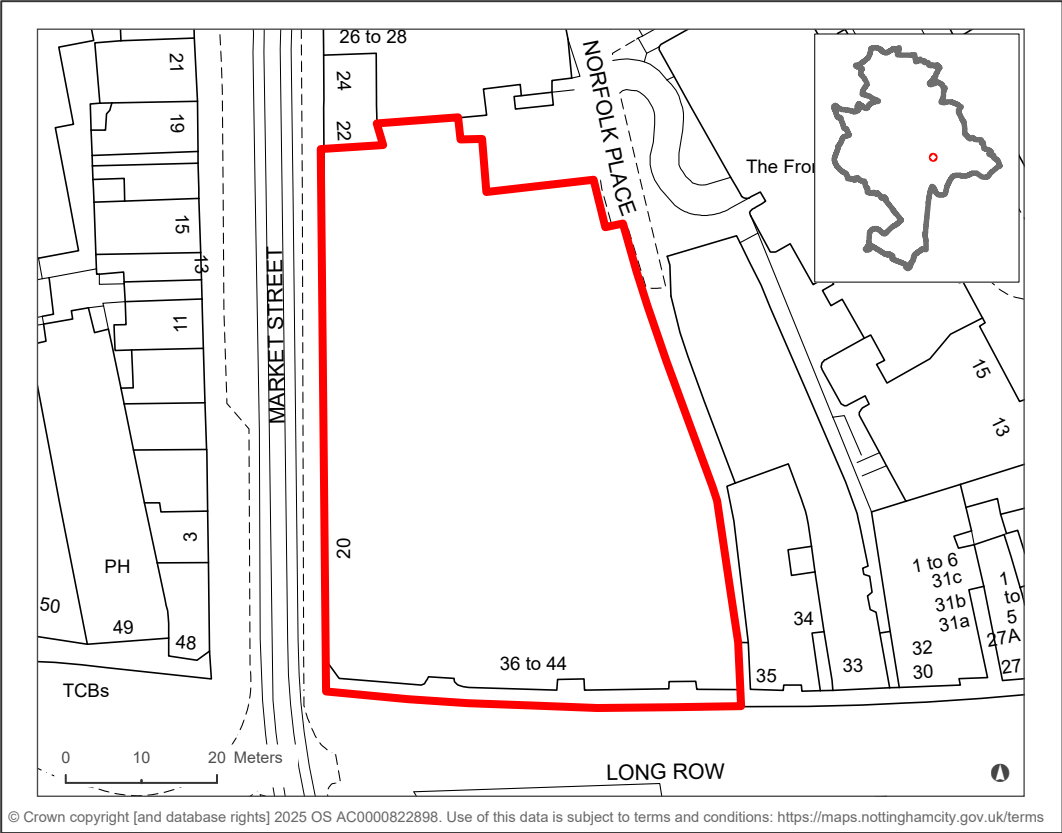 26 to 28
21
24
NORFOLK PLACE
19
22
The Fron
15
13
MARKET STREET
11
15
13
3
20
PH
1 to 6
31c
1
to
5
31b
31a
50
49
48
34
27A
36 to 44
35
33
32
30
27
TCBs
0 10 20 Meters
LONG ROW
© Crown copyright [and database rights] 2025 OS AC0000822898. Use of this data is subject to terms and conditions: https://maps.nottinghamcity.gov.uk/terms